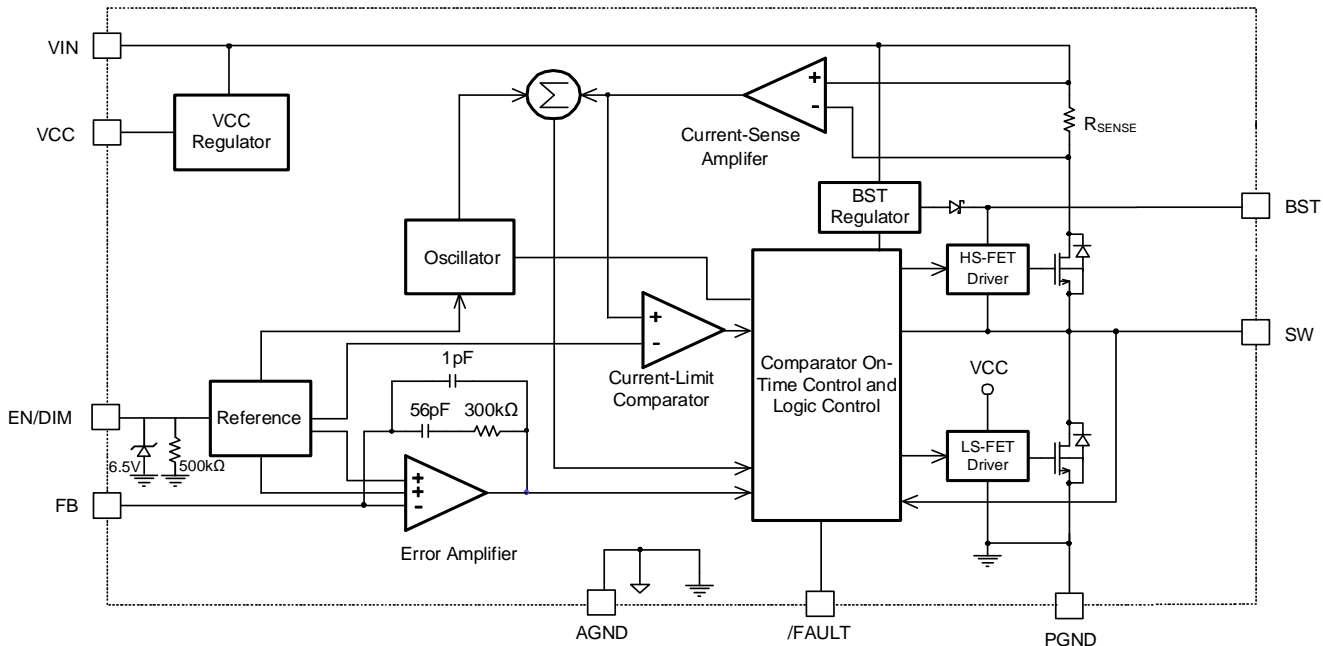 VIN
VCC
Regulator
VCC
Σ
+
-
Current-Sense
Amplifer
RSENSE
BST
Regulator
BST
Oscillator
HS-FET
Driver
+
-
Current-Limit
Comparator
SW
1pF
56pF
300kΩ
Comparator On-
Time Control and
Logic Control
VCC
EN/DIM
Reference
6.5V
500kΩ
LS-FET
Driver
FB
+
+
-
Error Amplifier
AGND
/FAULT
PGND